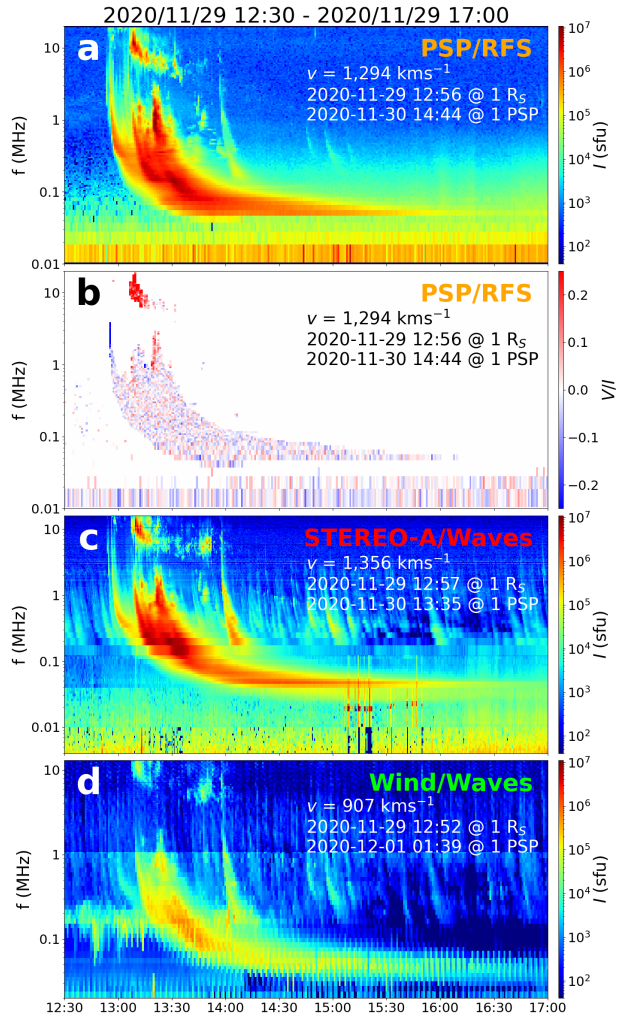 2020/11/29 12:30 - 2020/11/29 17:00
a
PSP/RFS
v = 1,294 kms⁻¹
2020-11-29 12:56 @ 1 R_S
2020-11-30 14:44 @ 1 PSP
f (MHz)
10
1
0.1
0.01
10⁷
10⁶
10⁵
10⁴
10³
10²
I (sfu)
b
PSP/RFS
v = 1,294 kms⁻¹
2020-11-29 12:56 @ 1 R_S
2020-11-30 14:44 @ 1 PSP
f (MHz)
10
1
0.1
0.01
0.2
0.1
0.0
−0.1
−0.2
V/I
c
STEREO-A/Waves
v = 1,356 kms⁻¹
2020-11-29 12:57 @ 1 R_S
2020-11-30 13:35 @ 1 PSP
f (MHz)
10
1
0.1
0.01
10⁷
10⁶
10⁵
10⁴
10³
10²
I (sfu)
d
Wind/Waves
v = 907 kms⁻¹
2020-11-29 12:52 @ 1 R_S
2020-12-01 01:39 @ 1 PSP
f (MHz)
10
1
0.1
10⁷
10⁶
10⁵
10⁴
10³
10²
I (sfu)
12:30 13:00 13:30 14:00 14:30 15:00 15:30 16:00 16:30 17:00